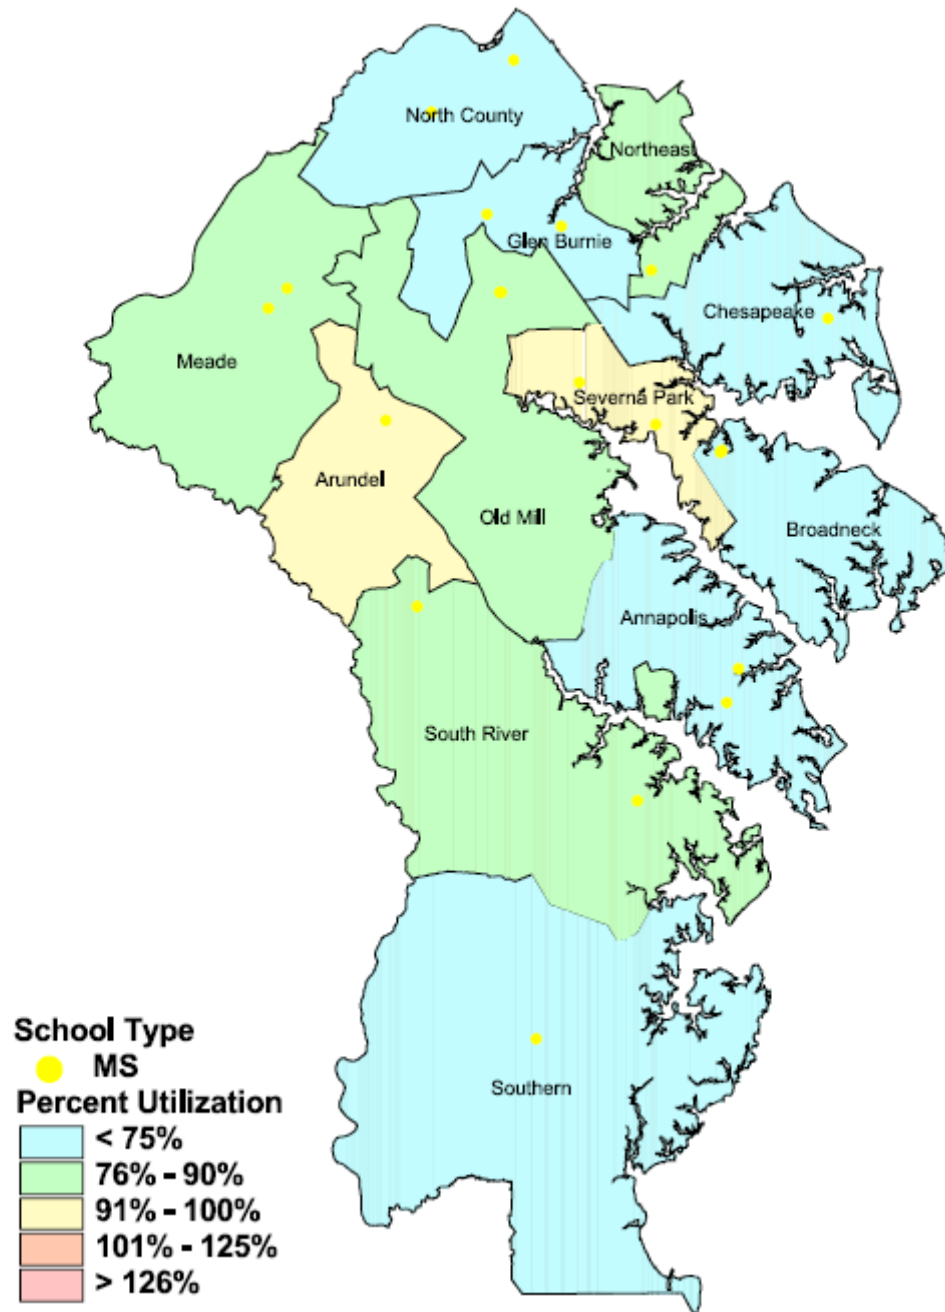 North County
Northeast
Glen Burnie
Chesapeake
Meade
Severna Park
Arundel
Old Mill
Broadneck
Annapolis
South River
Southern
School Type
MS
Percent Utilization
< 75%
76% - 90%
91% - 100%
101% - 125%
> 126%